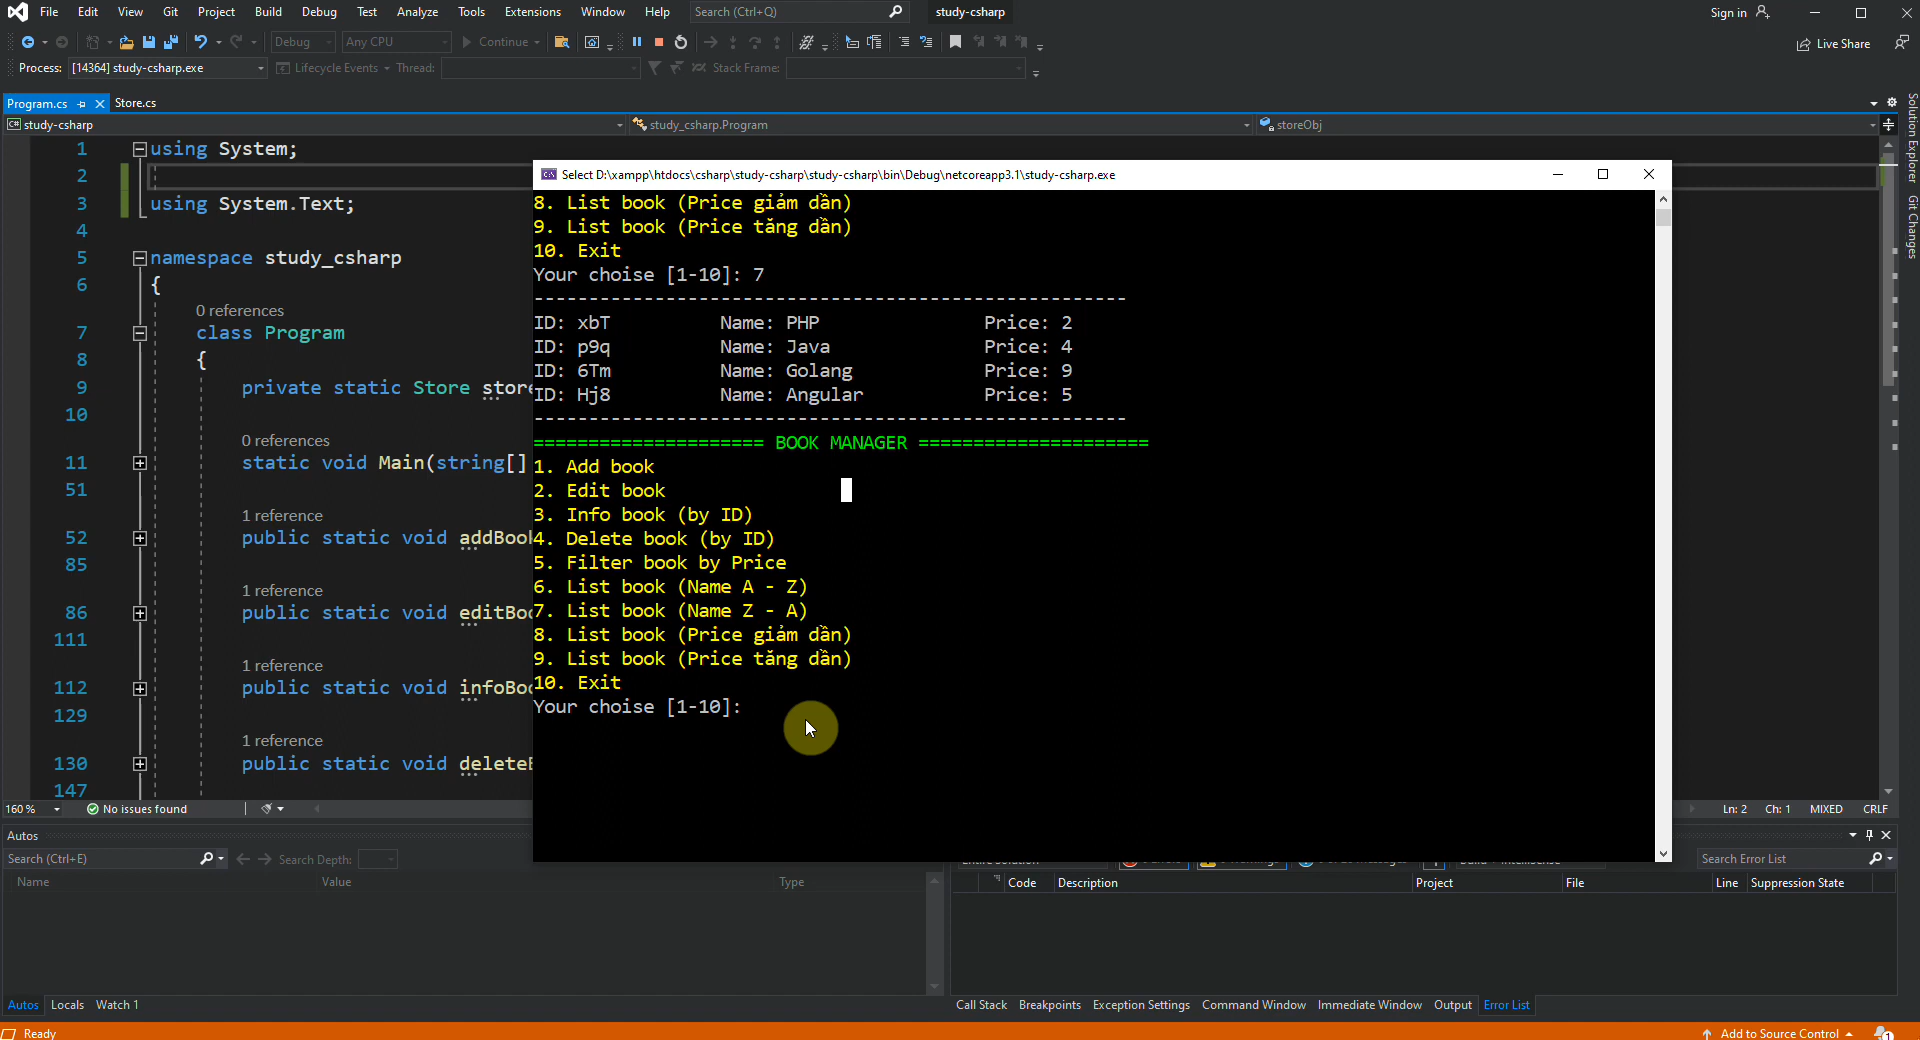 File Edit View Git Project Build Debug Test Analyze Tools Extensions Window Help Search (Ctrl+Q) study-csharp Sign in
Debug Any CPU Continue Live Share
Process: [14364] study-csharp.exe Lifecycle Events Thread: Stack Frame:
Program.cs Store.cs
study-csharp study_csharp.Program storeObj
Solution Explorer
Git Changes
1 using System;
2
3 using System.Text;
4
5 namespace study_csharp
6 {
0 references
7 class Program
8 {
9 private static Store store
10
0 references
11 static void Main(string[]
51
1 reference
52 public static void addBook
85
1 reference
86 public static void editBoo
111
1 reference
112 public static void infoBoo
129
1 reference
130 public static void delete
147
160 % No issues found Ln: 2 Ch: 1 MIXED CRLF
Select D:\xampp\htdocs\csharp\study-csharp\study-csharp\bin\Debug\netcoreapp3.1\study-csharp.exe
8. List book (Price giảm dần)
9. List book (Price tăng dần)
10. Exit
Your choise [1-10]: 7
------------------------------------------------------
ID: xbT Name: PHP Price: 2
ID: p9q Name: Java Price: 4
ID: 6Tm Name: Golang Price: 9
ID: Hj8 Name: Angular Price: 5
------------------------------------------------------
===================== BOOK MANAGER =====================
1. Add book
2. Edit book
3. Info book (by ID)
4. Delete book (by ID)
5. Filter book by Price
6. List book (Name A - Z)
7. List book (Name Z - A)
8. List book (Price giảm dần)
9. List book (Price tăng dần)
10. Exit
Your choise [1-10]:
Autos
Search (Ctrl+E) Search Depth:
Name Value Type
Search Error List
Code Description Project File Line Suppression State
Autos Locals Watch 1
Call Stack Breakpoints Exception Settings Command Window Immediate Window Output Error List
Ready Add to Source Control 1